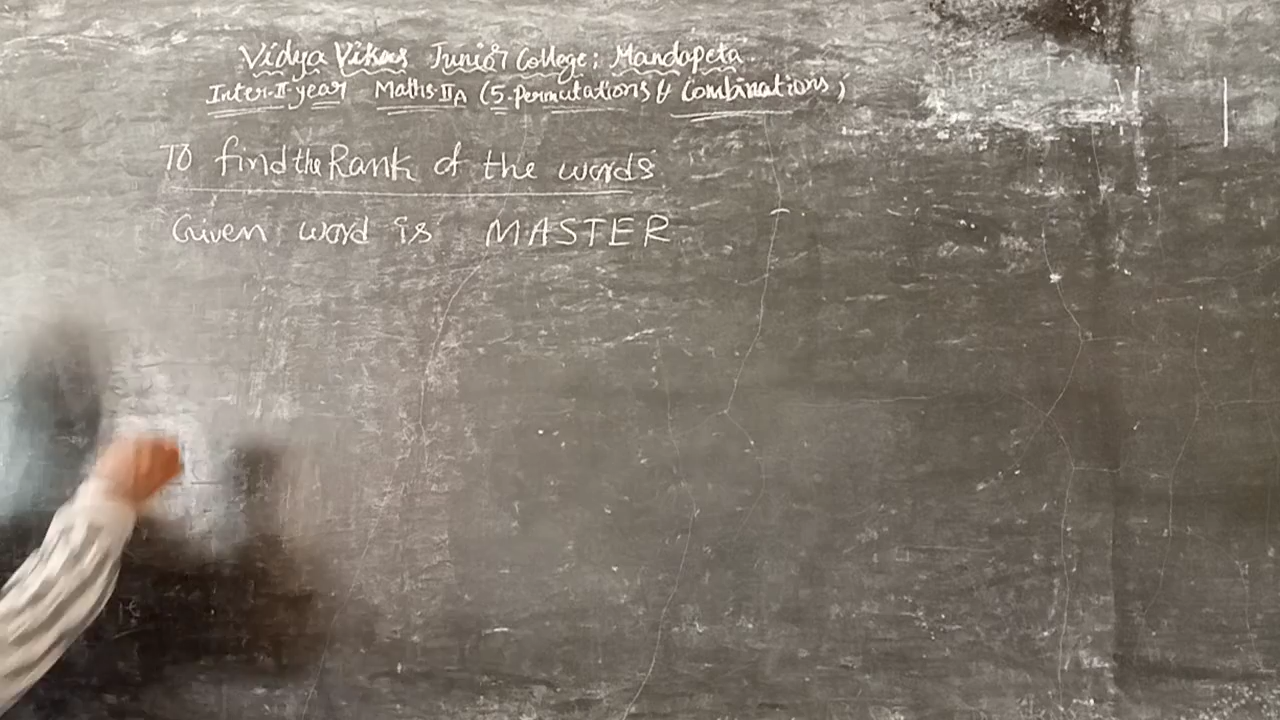 Vidya Vikas Junior College; Mandapeta
Inter-II-year Maths-IIA (5.Permutations & Combinations)
To find the Rank of the words
Given word is MASTER